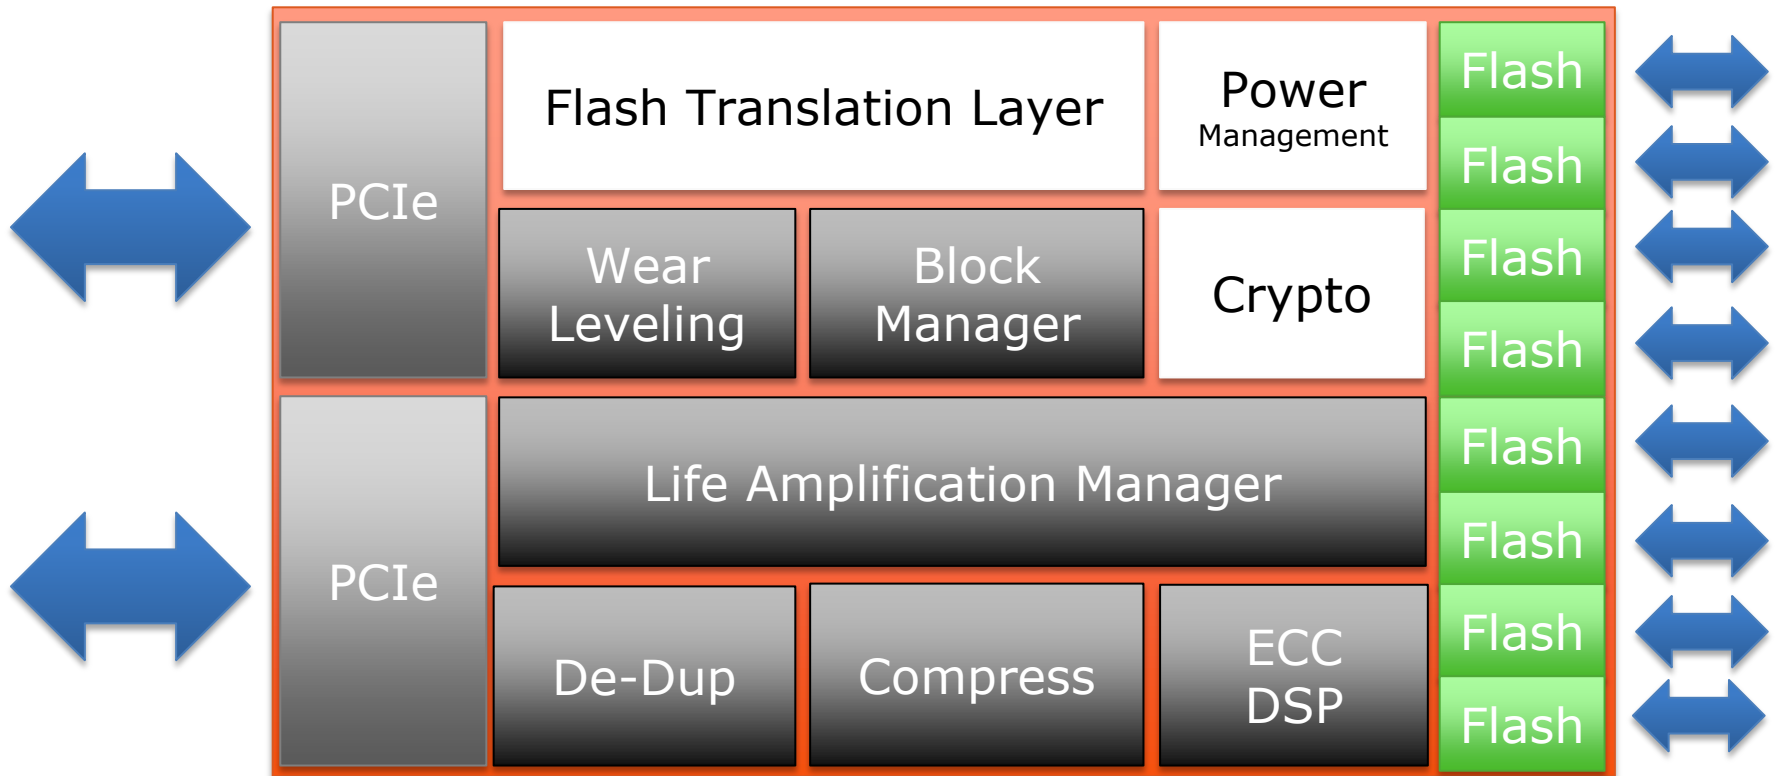 PCIe
Flash Translation Layer
Power
Management
Wear
Leveling
Block
Manager
Crypto
PCIe
Life Amplification Manager
De-Dup
Compress
ECC
DSP
Flash
Flash
Flash
Flash
Flash
Flash
Flash
Flash